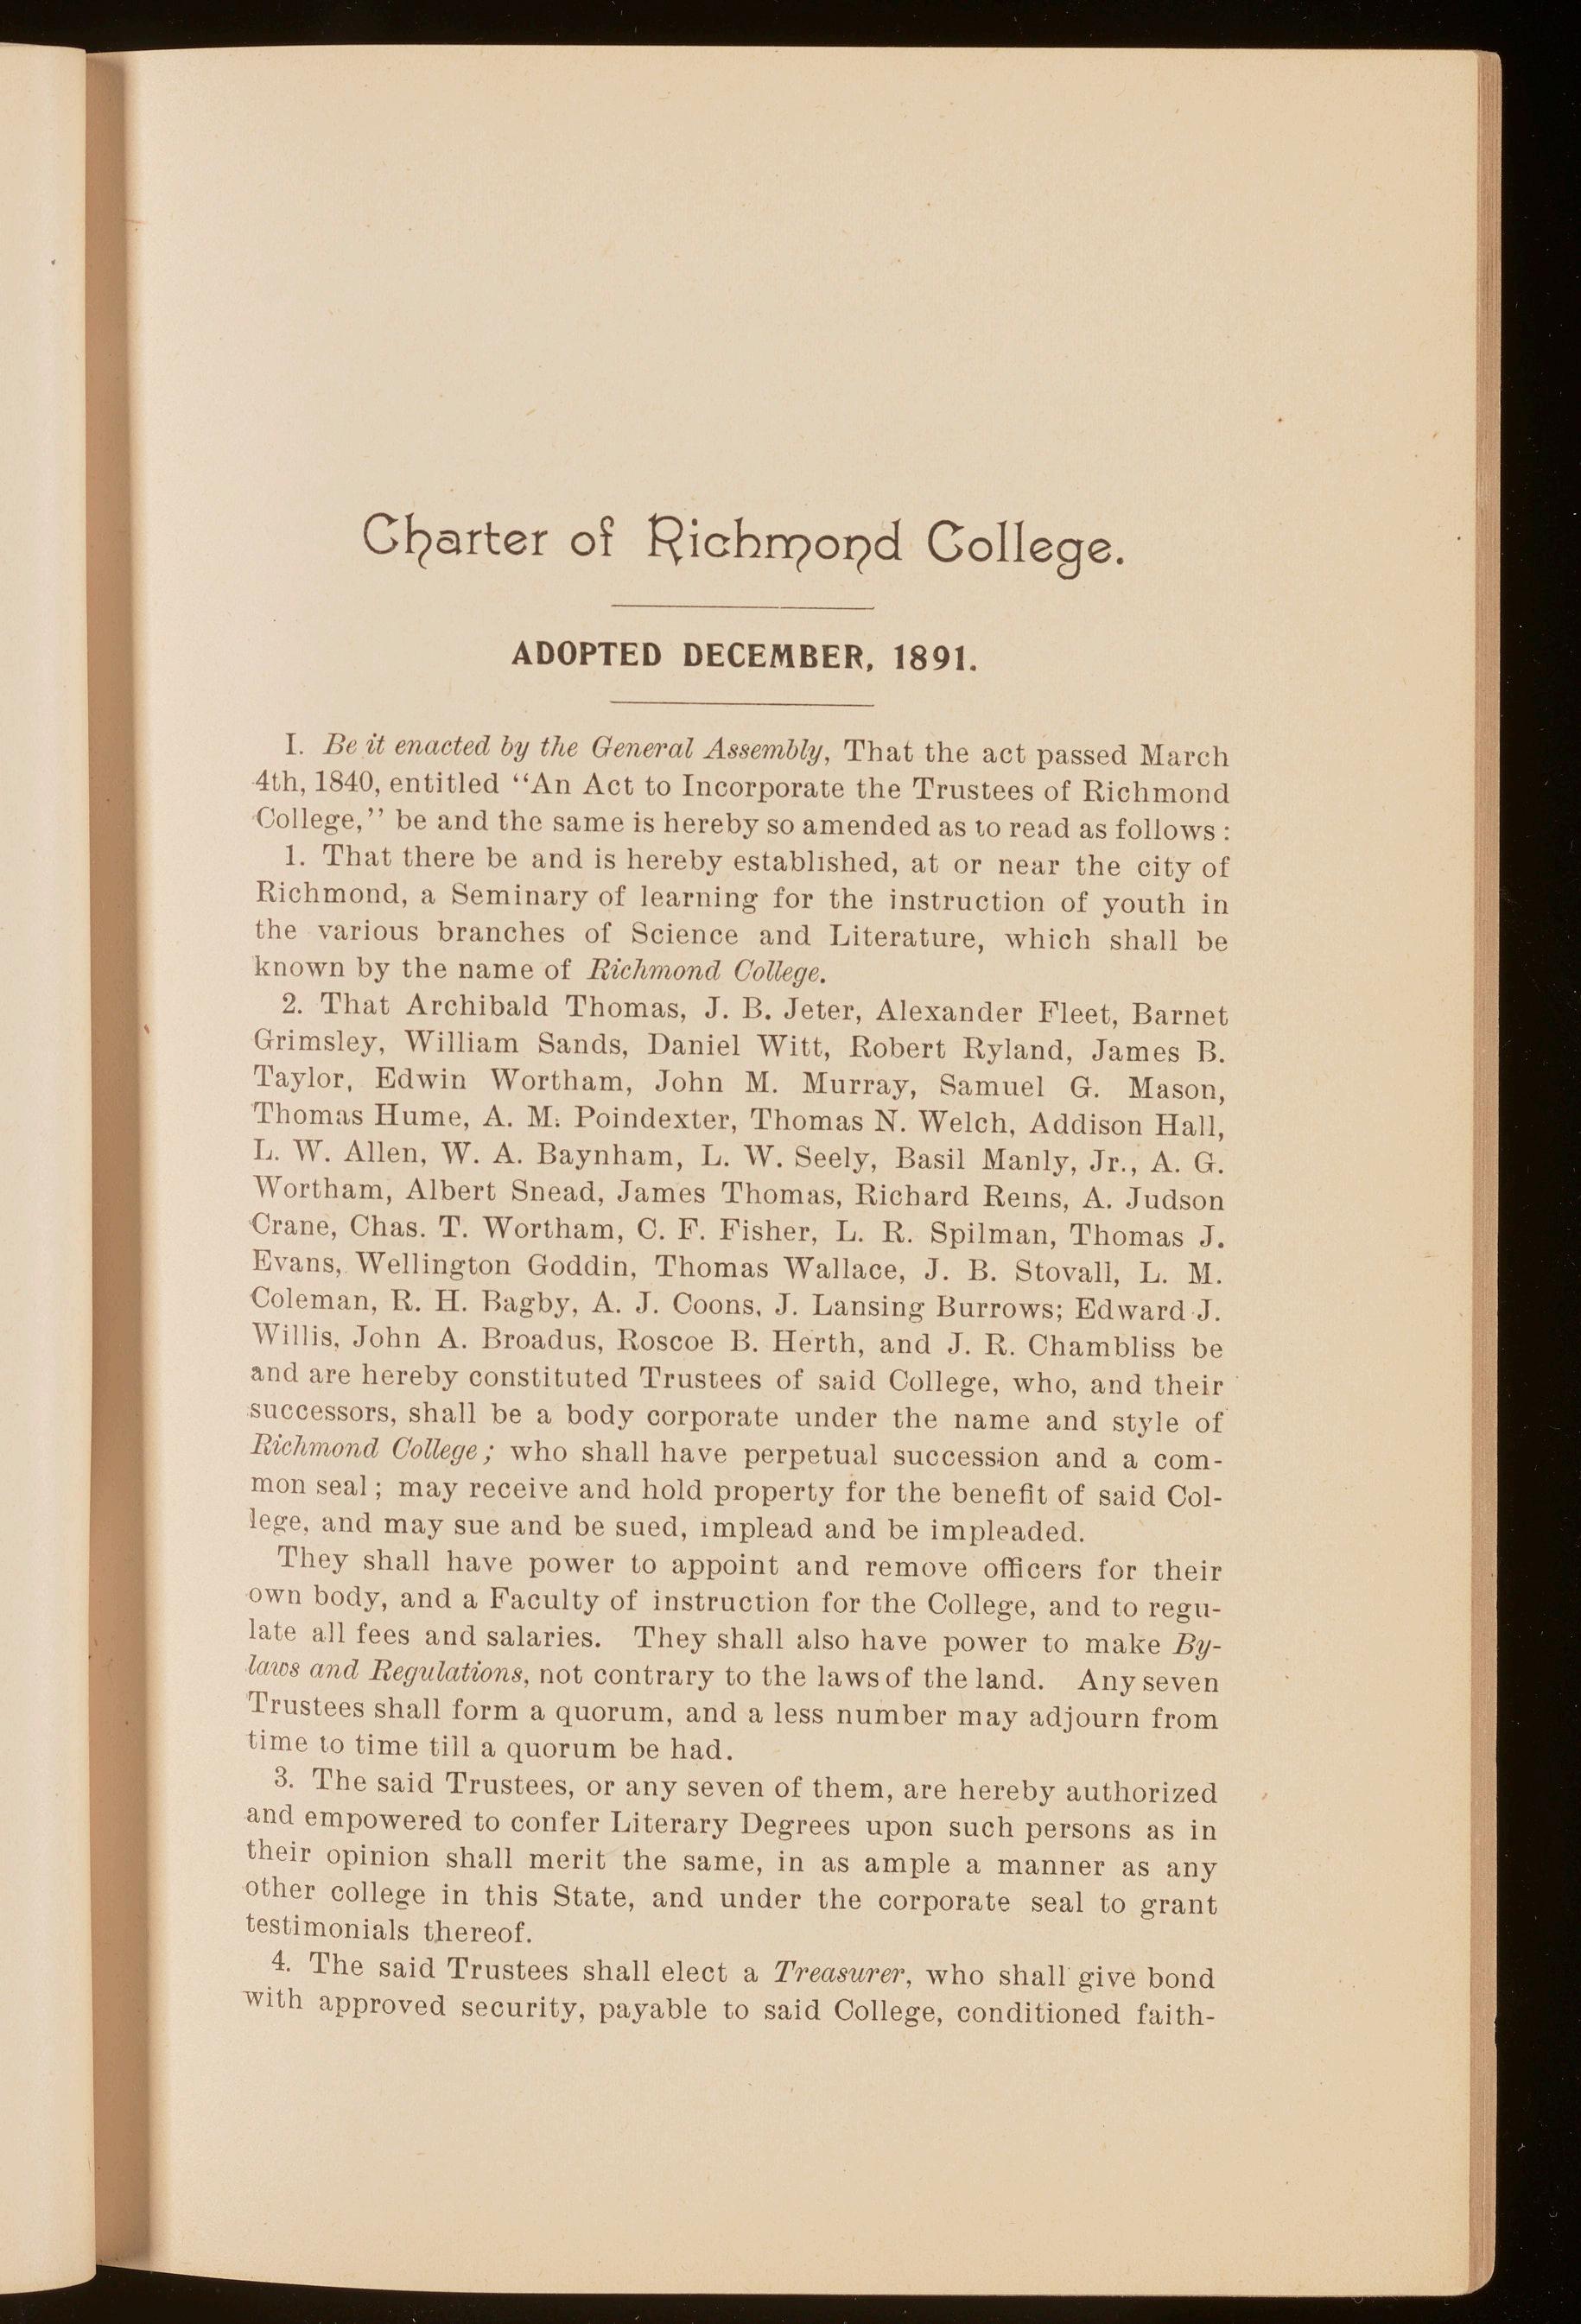 Charter of Richmond College.
ADOPTED DECEMBER, 1891.
I. Be it enacted by the General Assembly, That the act passed March
4th, 1840, entitled “An Act to Incorporate the Trustees of Richmond
College,” be and the same is hereby so amended as to read as follows :
1. That there be and is hereby established, at or near the city of
Richmond, a Seminary of learning for the instruction of youth in
the various branches of Science and Literature, which shall be
known by the name of Richmond College.
2. That Archibald Thomas, J. B. Jeter, Alexander Fleet, Barnet
Grimsley, William Sands, Daniel Witt, Robert Ryland, James B.
Taylor, Edwin Wortham, John M. Murray, Samuel G. Mason,
Thomas Hume, A. M. Poindexter, Thomas N. Welch, Addison Hall,
L. W. Allen, W. A. Baynham, L. W. Seely, Basil Manly, Jr., A. G.
Wortham, Albert Snead, James Thomas, Richard Reins, A. Judson
Crane, Chas. T. Wortham, C. F. Fisher, L. R. Spilman, Thomas J.
Evans, Wellington Goddin, Thomas Wallace, J. B. Stovall, L. M.
Coleman, R. H. Bagby, A. J. Coons, J. Lansing Burrows; Edward J.
Willis, John A. Broadus, Roscoe B. Herth, and J. R. Chambliss be
and are hereby constituted Trustees of said College, who, and their
successors, shall be a body corporate under the name and style of
Richmond College ; who shall have perpetual succession and a com-
mon seal ; may receive and hold property for the benefit of said Col-
lege, and may sue and be sued, implead and be impleaded.
They shall have power to appoint and remove officers for their
own body, and a Faculty of instruction for the College, and to regu-
late all fees and salaries. They shall also have power to make By-
laws and Regulations, not contrary to the laws of the land. Any seven
Trustees shall form a quorum, and a less number may adjourn from
time to time till a quorum be had.
3. The said Trustees, or any seven of them, are hereby authorized
and empowered to confer Literary Degrees upon such persons as in
their opinion shall merit the same, in as ample a manner as any
other college in this State, and under the corporate seal to grant
testimonials thereof.
4. The said Trustees shall elect a Treasurer, who shall give bond
with approved security, payable to said College, conditioned faith-